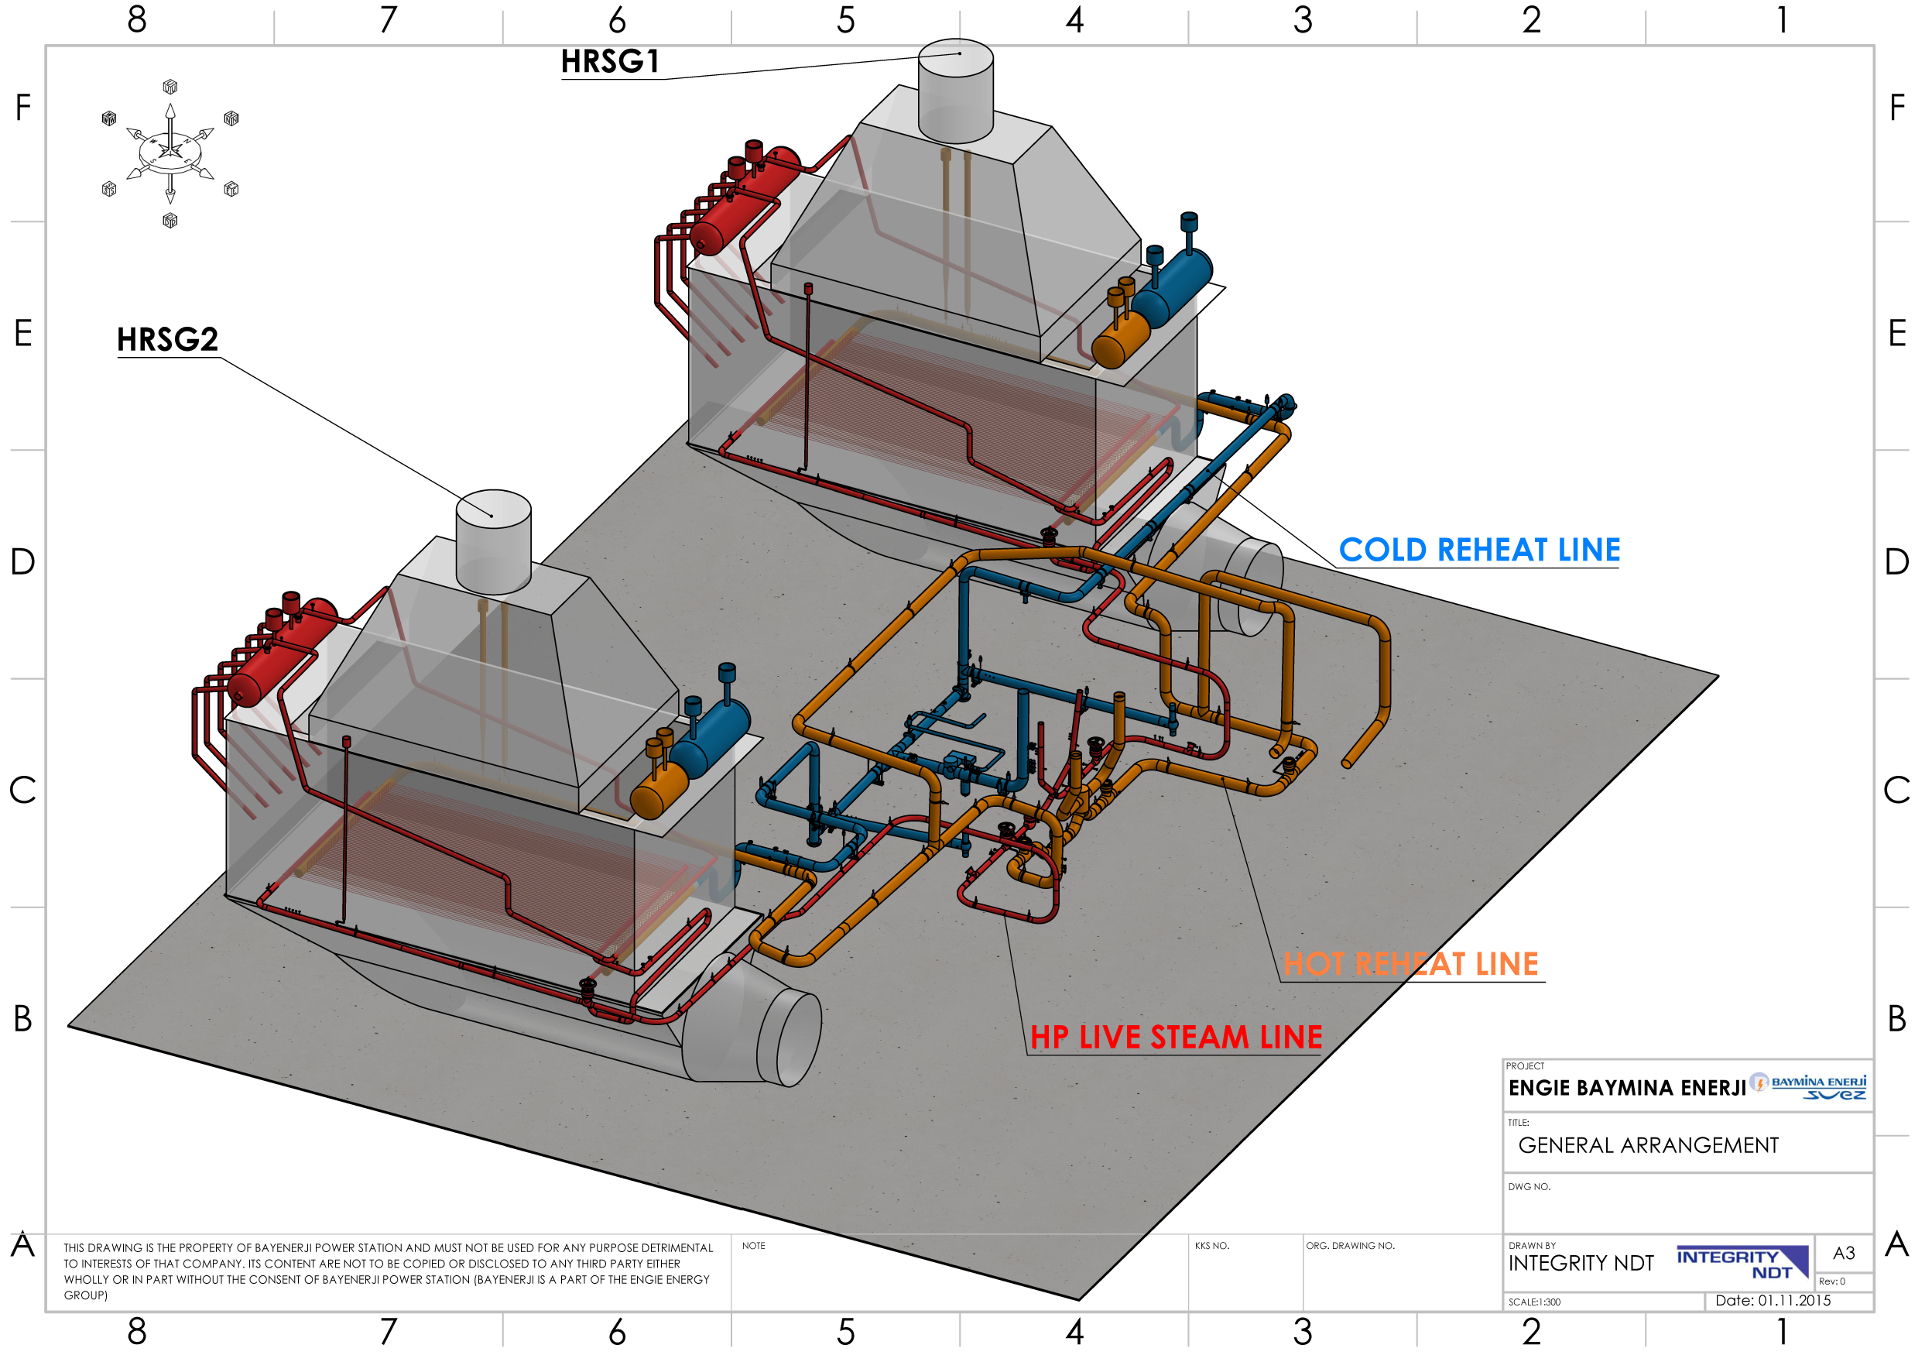 8 7 6 5 4 3 2 1
F F
E E
D D
C C
B B
A A
HRSG1
HRSG2
COLD REHEAT LINE
HOT REHEAT LINE
HP LIVE STEAM LINE
PROJECT
ENGIE BAYMINA ENERJI
BAYMİNA ENERJİ
SUEZ
TITLE:
GENERAL ARRANGEMENT
DWG NO.
THIS DRAWING IS THE PROPERTY OF BAYENERJI POWER STATION AND MUST NOT BE USED FOR ANY PURPOSE DETRIMENTAL
TO INTERESTS OF THAT COMPANY. ITS CONTENT ARE NOT TO BE COPIED OR DISCLOSED TO ANY THIRD PARTY EITHER
WHOLLY OR IN PART WITHOUT THE CONSENT OF BAYENERJI POWER STATION (BAYENERJI IS A PART OF THE ENGIE ENERGY
GROUP)
NOTE
KKS NO.
ORG. DRAWING NO.
DRAWN BY
INTEGRITY NDT
INTEGRITY
NDT
A3
Rev: 0
SCALE:1:300
Date: 01.11.2015
8 7 6 5 4 3 2 1